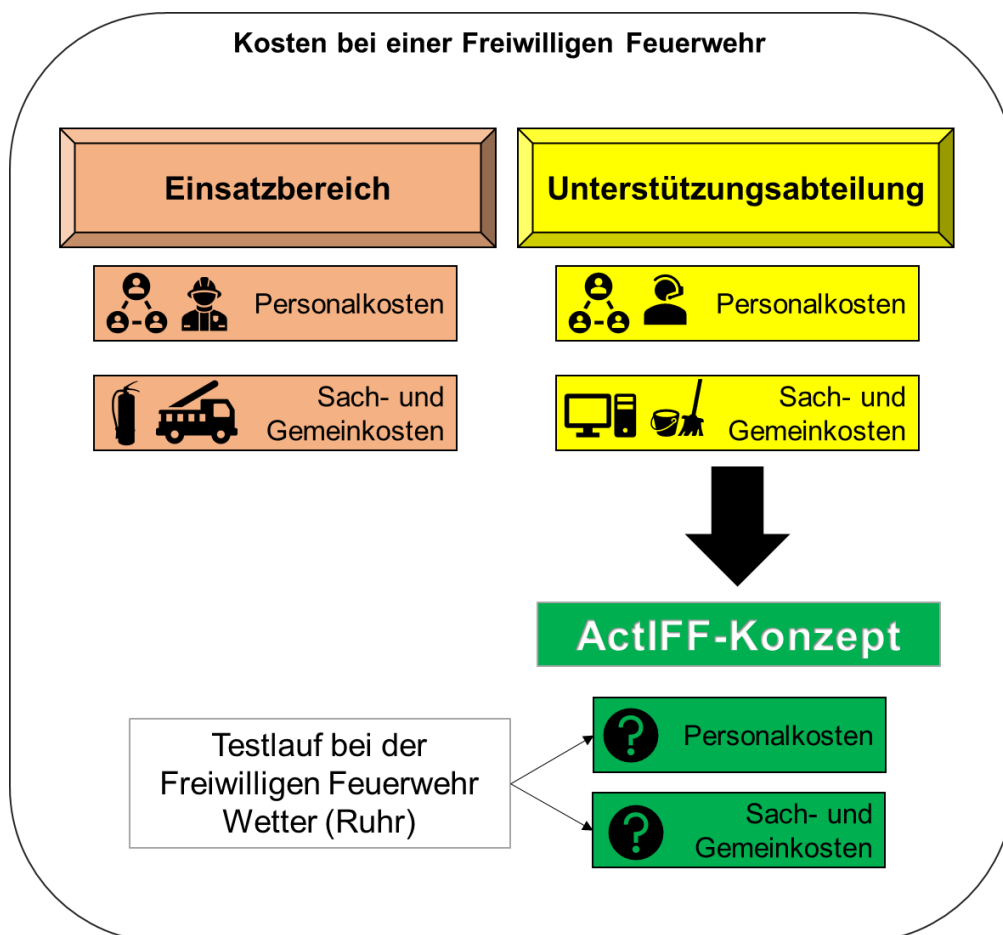 Kosten bei einer Freiwilligen Feuerwehr
Einsatzbereich
Personalkosten
Sach- und
Gemeinkosten
Unterstützungsabteilung
Personalkosten
Sach- und
Gemeinkosten
ActIFF-Konzept
Testlauf bei der
Freiwilligen Feuerwehr
Wetter (Ruhr)
?
Personalkosten
?
Sach- und
Gemeinkosten